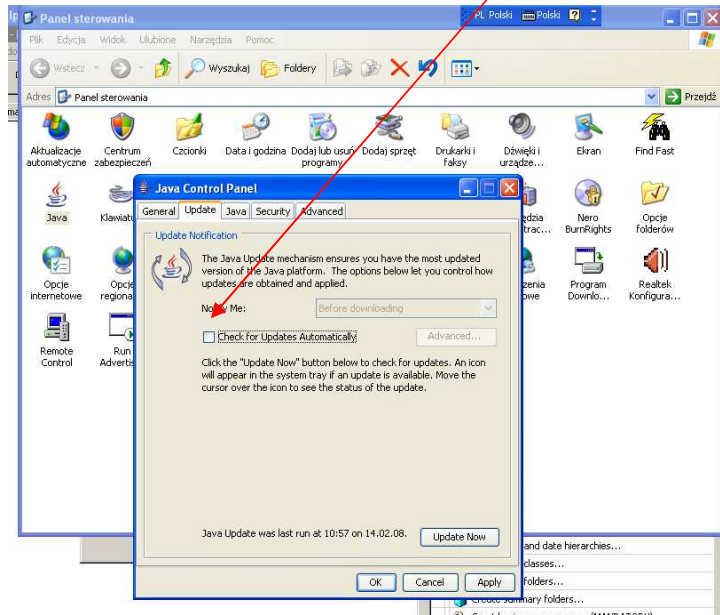 Panel sterowania
PL Polski Polski
Plik Edycja Widok Ulubione Narzędzia Pomoc
Wstecz Wyszukaj Foldery
Adres Panel sterowania Przejdź
Aktualizacje automatyczne
Centrum zabezpieczeń
Czcionki
Data i godzina
Dodaj lub usuń programy
Dodaj sprzęt
Drukarki i faksy
Dźwięki i urządze...
Ekran
Find Fast
Java
Nero BurnRights
Opcje folderów
Opcje internetowe
Program Downlo...
Realtek Konfigura...
Remote Control
Run Advertis
Java Control Panel
General Update Java Security Advanced
Update Notification
The Java Update mechanism ensures you have the most updated
version of the Java platform. The options below let you control how
updates are obtained and applied.
Notify Me: Before downloading
Check for Updates Automatically Advanced...
Click the "Update Now" button below to check for updates. An icon
will appear in the system tray if an update is available. Move the
cursor over the icon to see the status of the update.
Java Update was last run at 10:57 on 14.02.08. Update Now
OK Cancel Apply
and date hierarchies...
classes...
folders...